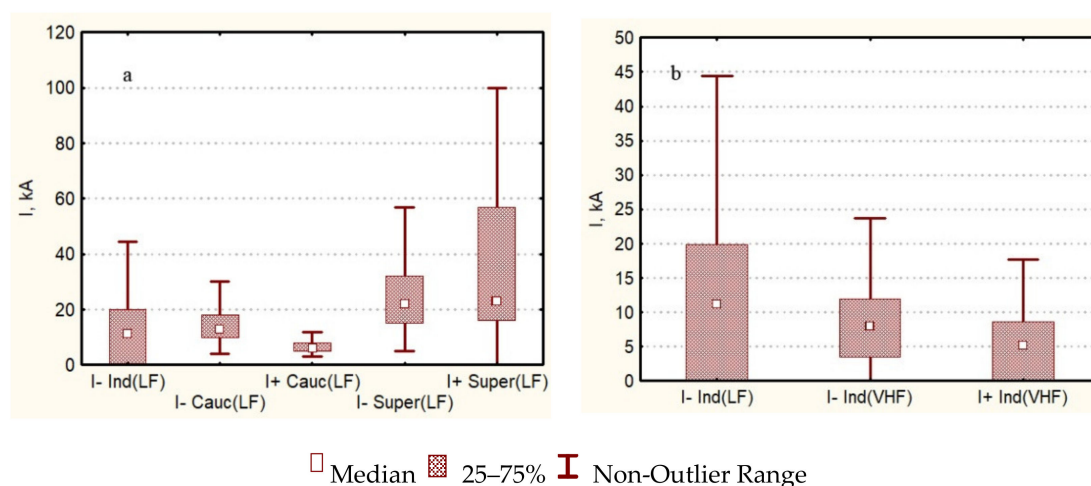 120
100
80
60
40
20
0
I, kA
a
I- Ind(LF) I+ Cauc(LF) I+ Super(LF)
I- Cauc(LF) I- Super(LF)
50
45
40
35
30
25
20
15
10
5
0
I, kA
b
I- Ind(LF) I- Ind(VHF) I+ Ind(VHF)
Median 25–75% Non-Outlier Range